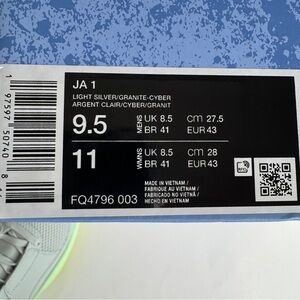 JA 1
LIGHT SILVER/GRANITE-CYBER
ARGENT CLAIR/CYBER/GRANIT
9.5 MENS UK 8.5 CM 27.5
BR 41 EUR 43
11 WMNS UK 8.5 CM 28
BR 41 EUR 43
FQ4796 003
MADE IN VIETNAM /
FABRIQUE AU VIETNAM /
FABRICADO NO VIETNÃ /
HECHO EN VIETNAM
1 97597 50740